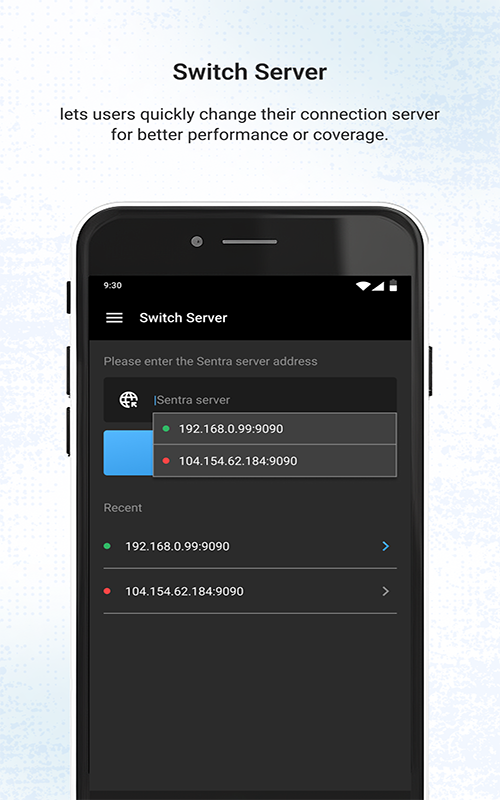 Switch Server
lets users quickly change their connection server
for better performance or coverage.
9:30
Switch Server
Please enter the Sentra server address
Sentra server
192.168.0.99:9090
104.154.62.184:9090
Recent
192.168.0.99:9090
104.154.62.184:9090